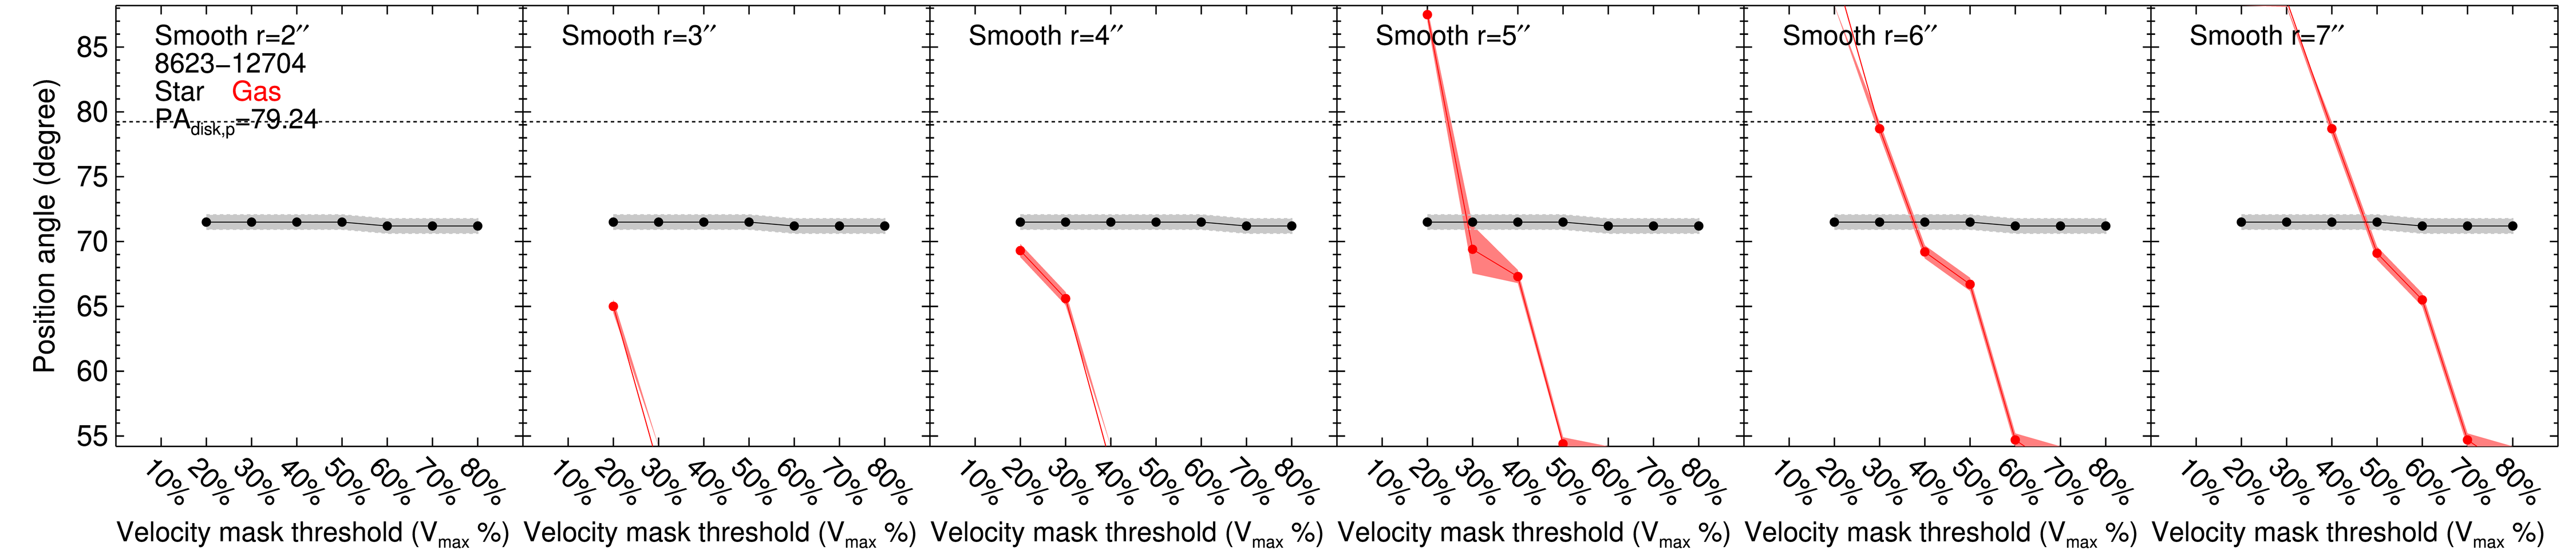 Smooth r=2″
8623−12704
Star Gas
PAdisk,p=79.24
Smooth r=3″
Smooth r=4″
Smooth r=5″
Smooth r=6″
Smooth r=7″
Position angle (degree)
85
80
75
70
65
60
55
10% 20% 30% 40% 50% 60% 70% 80%
10% 20% 30% 40% 50% 60% 70% 80%
10% 20% 30% 40% 50% 60% 70% 80%
10% 20% 30% 40% 50% 60% 70% 80%
10% 20% 30% 40% 50% 60% 70% 80%
10% 20% 30% 40% 50% 60% 70% 80%
Velocity mask threshold (Vmax %)
Velocity mask threshold (Vmax %)
Velocity mask threshold (Vmax %)
Velocity mask threshold (Vmax %)
Velocity mask threshold (Vmax %)
Velocity mask threshold (Vmax %)